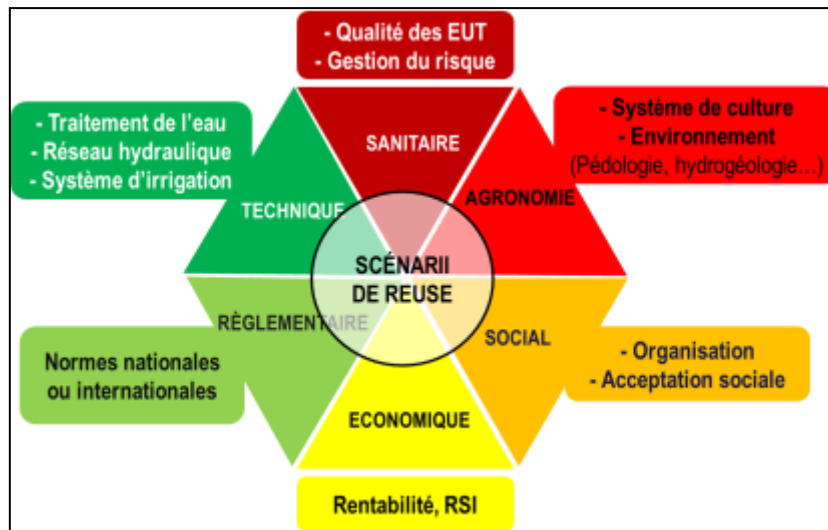 - Qualité des EUT
- Gestion du risque
SANITAIRE
- Traitement de l'eau
- Réseau hydraulique
- Système d'irrigation
TECHNIQUE
- Système de culture
- Environnement
(Pédologie, hydrogéologie…)
AGRONOMIE
SCÉNARII
DE REUSE
RÈGLEMENTAIRE
Normes nationales
ou internationales
SOCIAL
- Organisation
- Acceptation sociale
ECONOMIQUE
Rentabilité, RSI